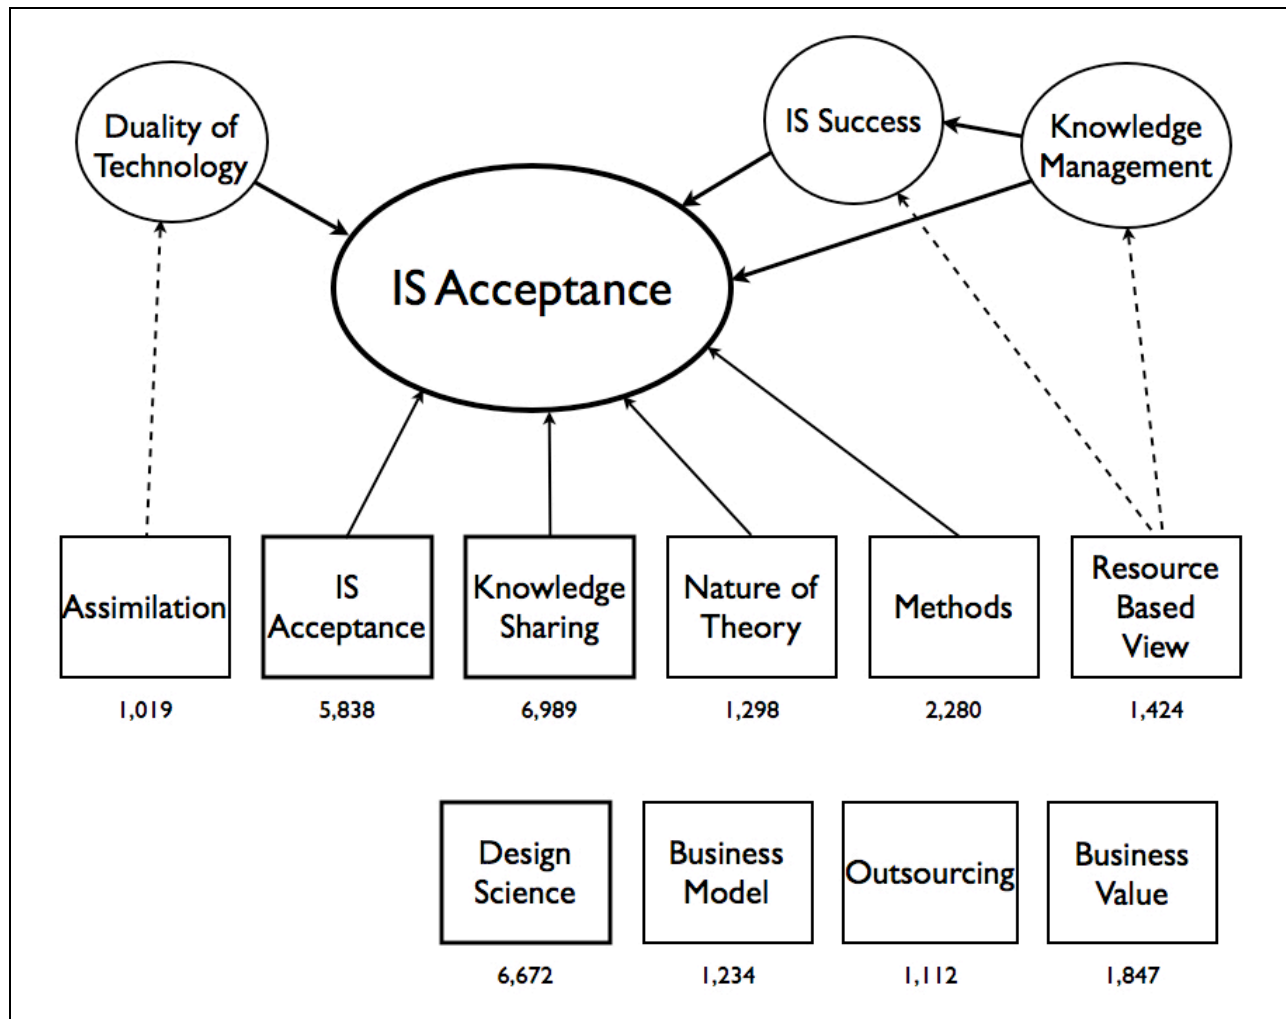 Duality of
Technology
IS Success
Knowledge
Management
IS Acceptance
Assimilation
IS
Acceptance
Knowledge
Sharing
Nature of
Theory
Methods
Resource
Based
View
1,019
5,838
6,989
1,298
2,280
1,424
Design
Science
Business
Model
Outsourcing
Business
Value
6,672
1,234
1,112
1,847